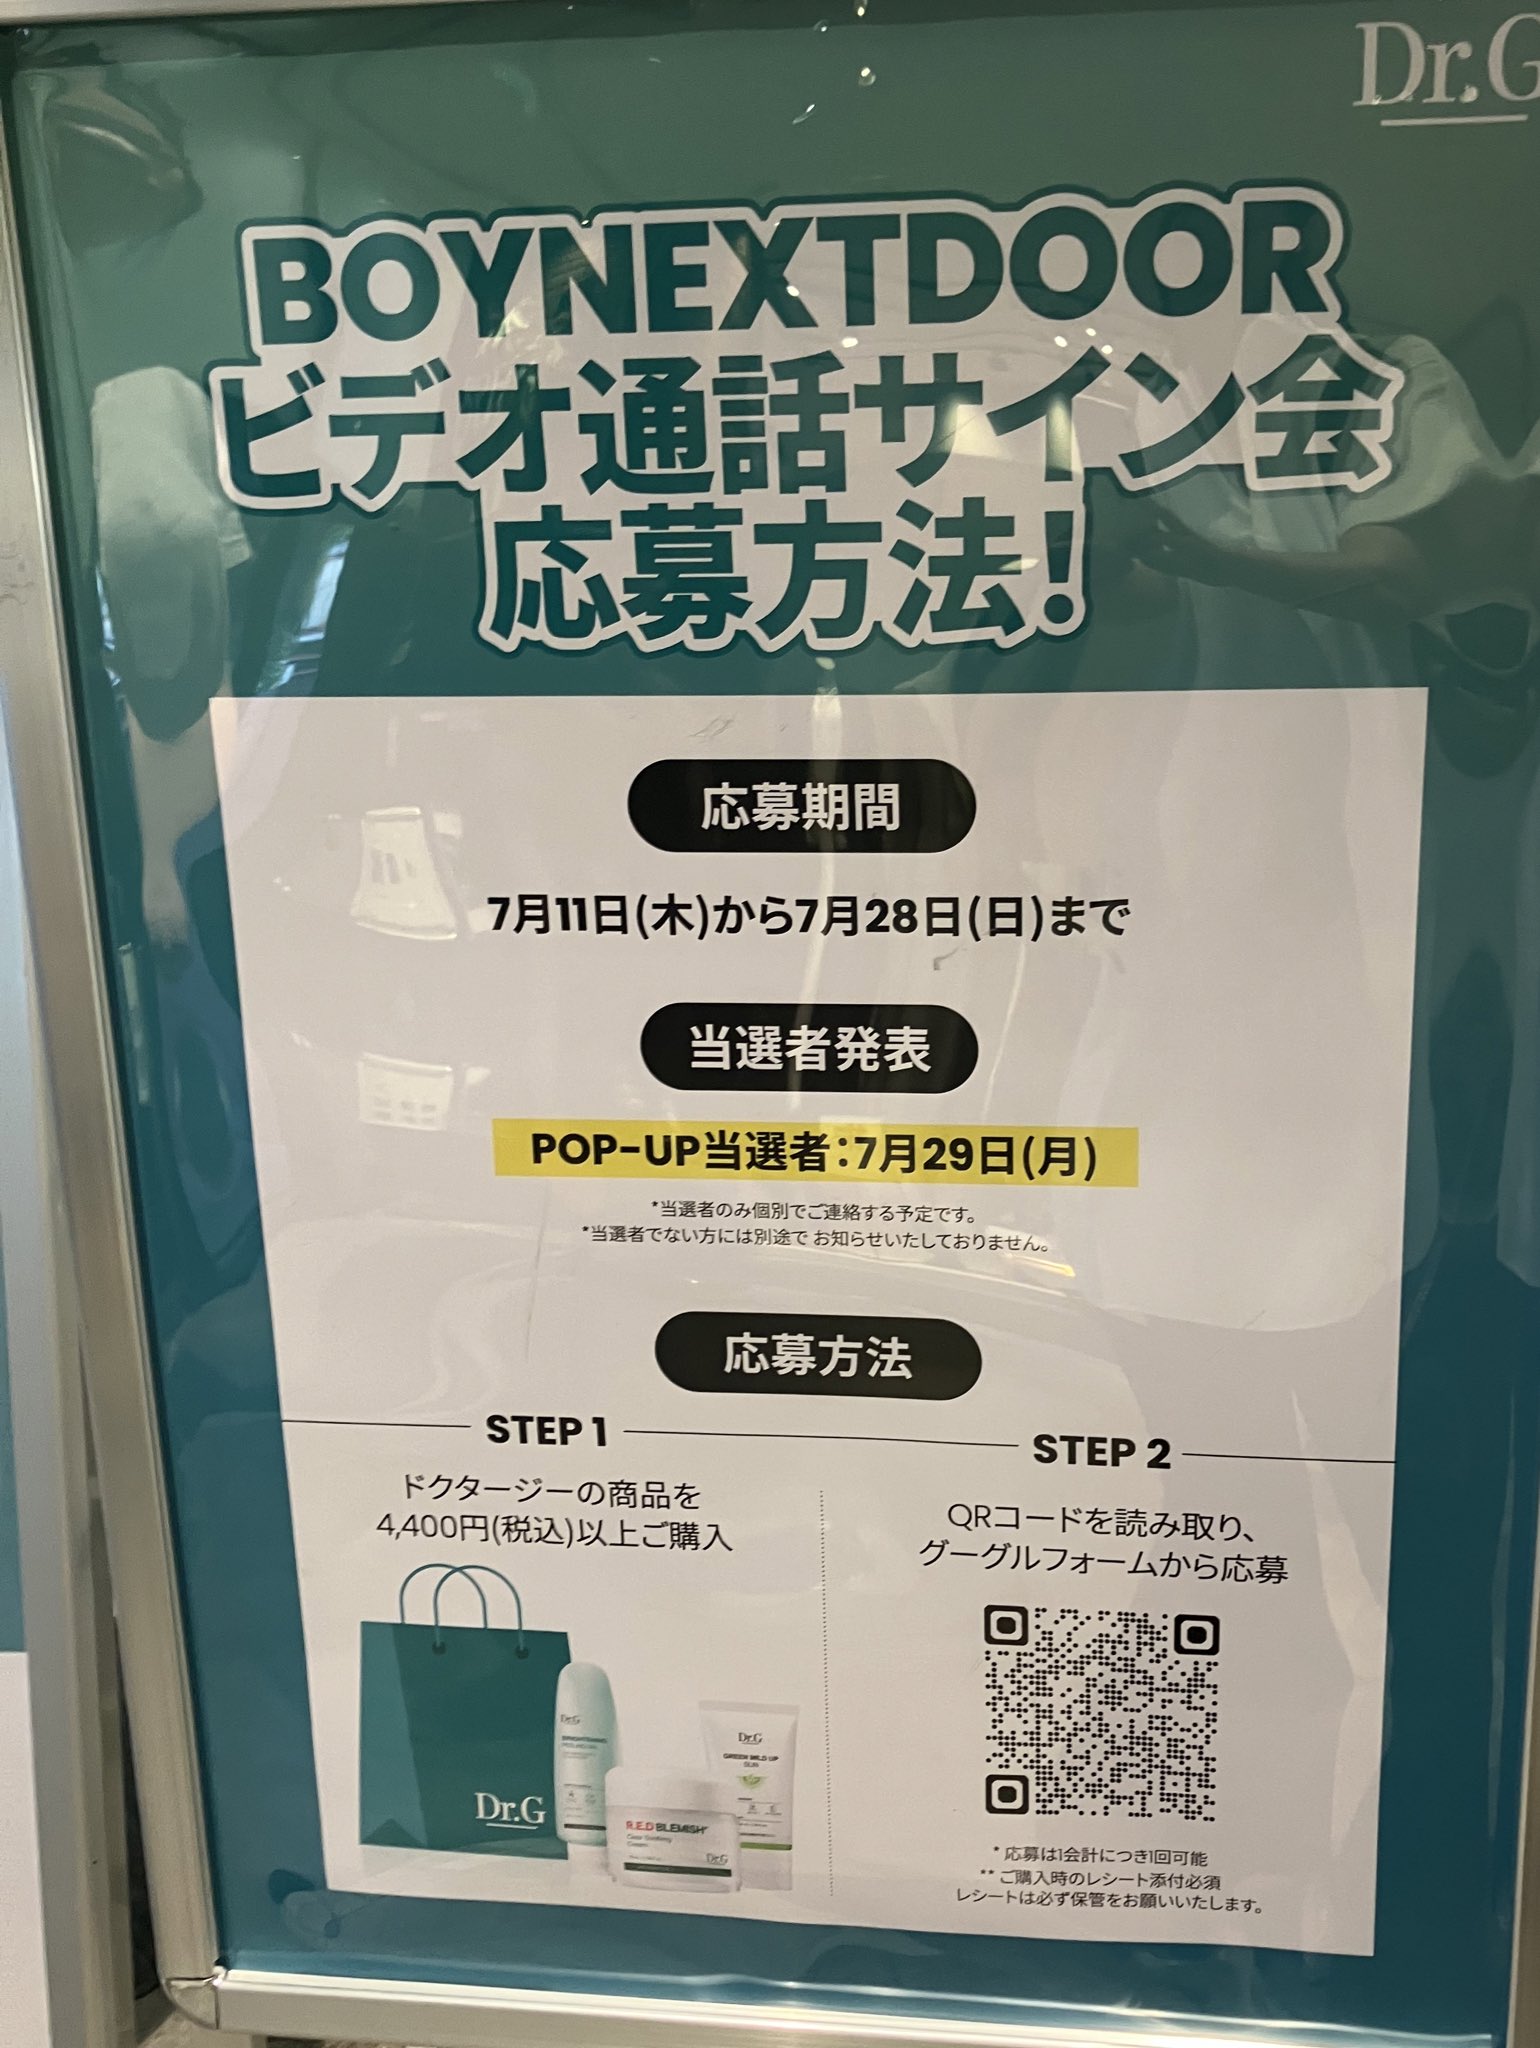 Dr.G
BOYNEXTDOOR
ビデオ通話サイン会
応募方法!
応募期間
7月11日(木)から7月28日(日)まで
当選者発表
POP-UP当選者：7月29日(月)
*当選者のみ個別でご連絡する予定です。
*当選者でない方には別途で お知らせいたしておりません。
応募方法
STEP 1
ドクタージーの商品を
4,400円(税込)以上ご購入
STEP 2
QRコードを読み取り、
グーグルフォームから応募
Dr.G
Dr.G
BRIGHTENING
Dr.G
GREEN MILD UP
SUN
R.E.D BLEMISH
Clear Soothing
Cream
Dr.G
* 応募は1会計につき1回可能
** ご購入時のレシート添付必須
レシートは必ず保管をお願いいたします。